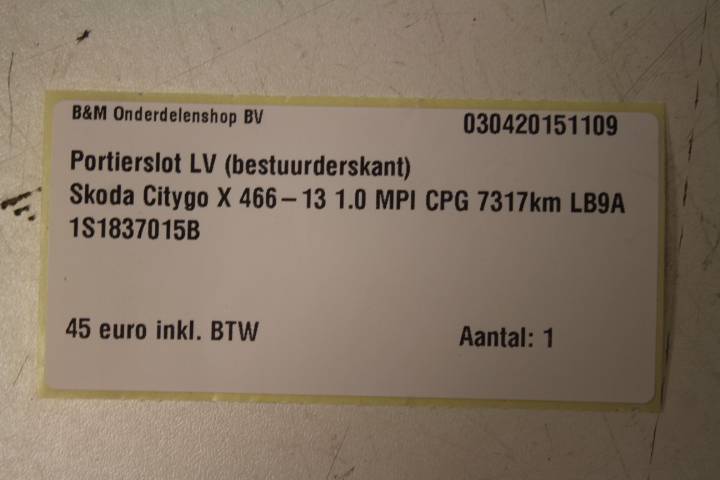 B&M Onderdelenshop BV 030420151109
Portierslot LV (bestuurderskant)
Skoda Citygo X 466-13 1.0 MPI CPG 7317km LB9A
1S1837015B
45 euro inkl. BTW Aantal: 1